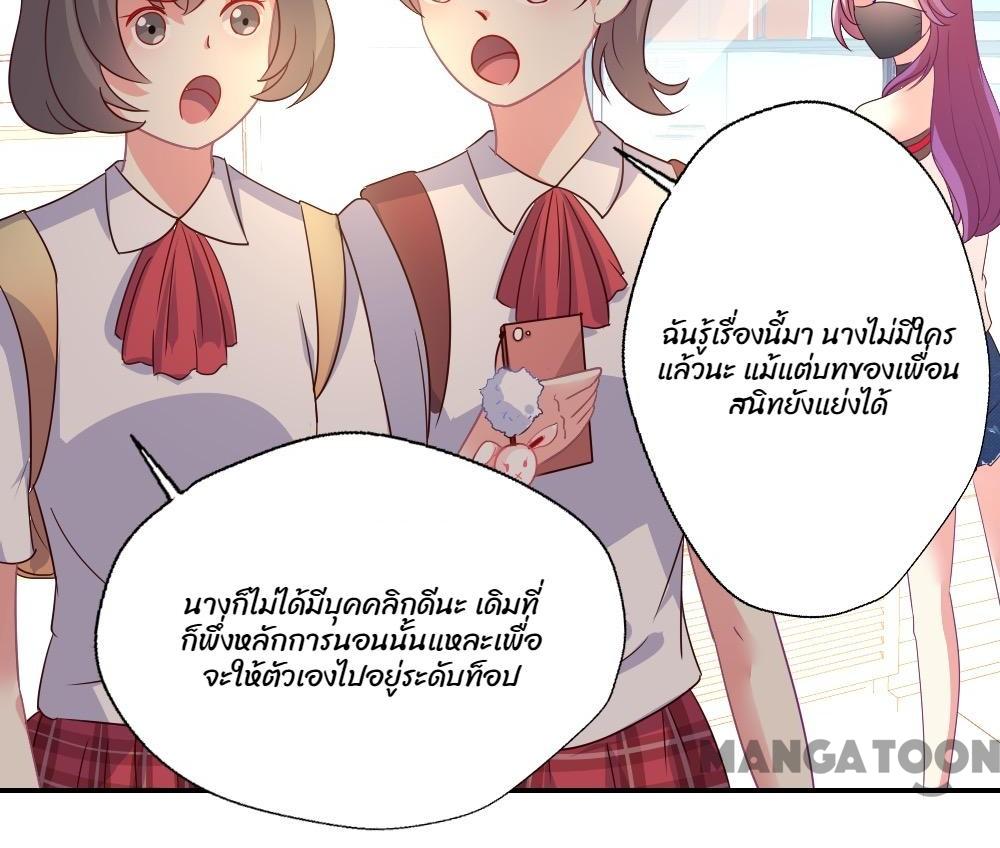 ฉันรู้เรื่องนี้มา นางไม่มีใคร
แล้วนะ แม้แต่บทของเพื่อน
สนิทยังแย่งได้
นางก็ไม่ได้มีบุคคลิกดีนะ เดิมที่
ก็พึ่งหลักการนอนนั้นแหละเพื่อ
จะให้ตัวเองไปอยู่ระดับท็อป
MANGATOON